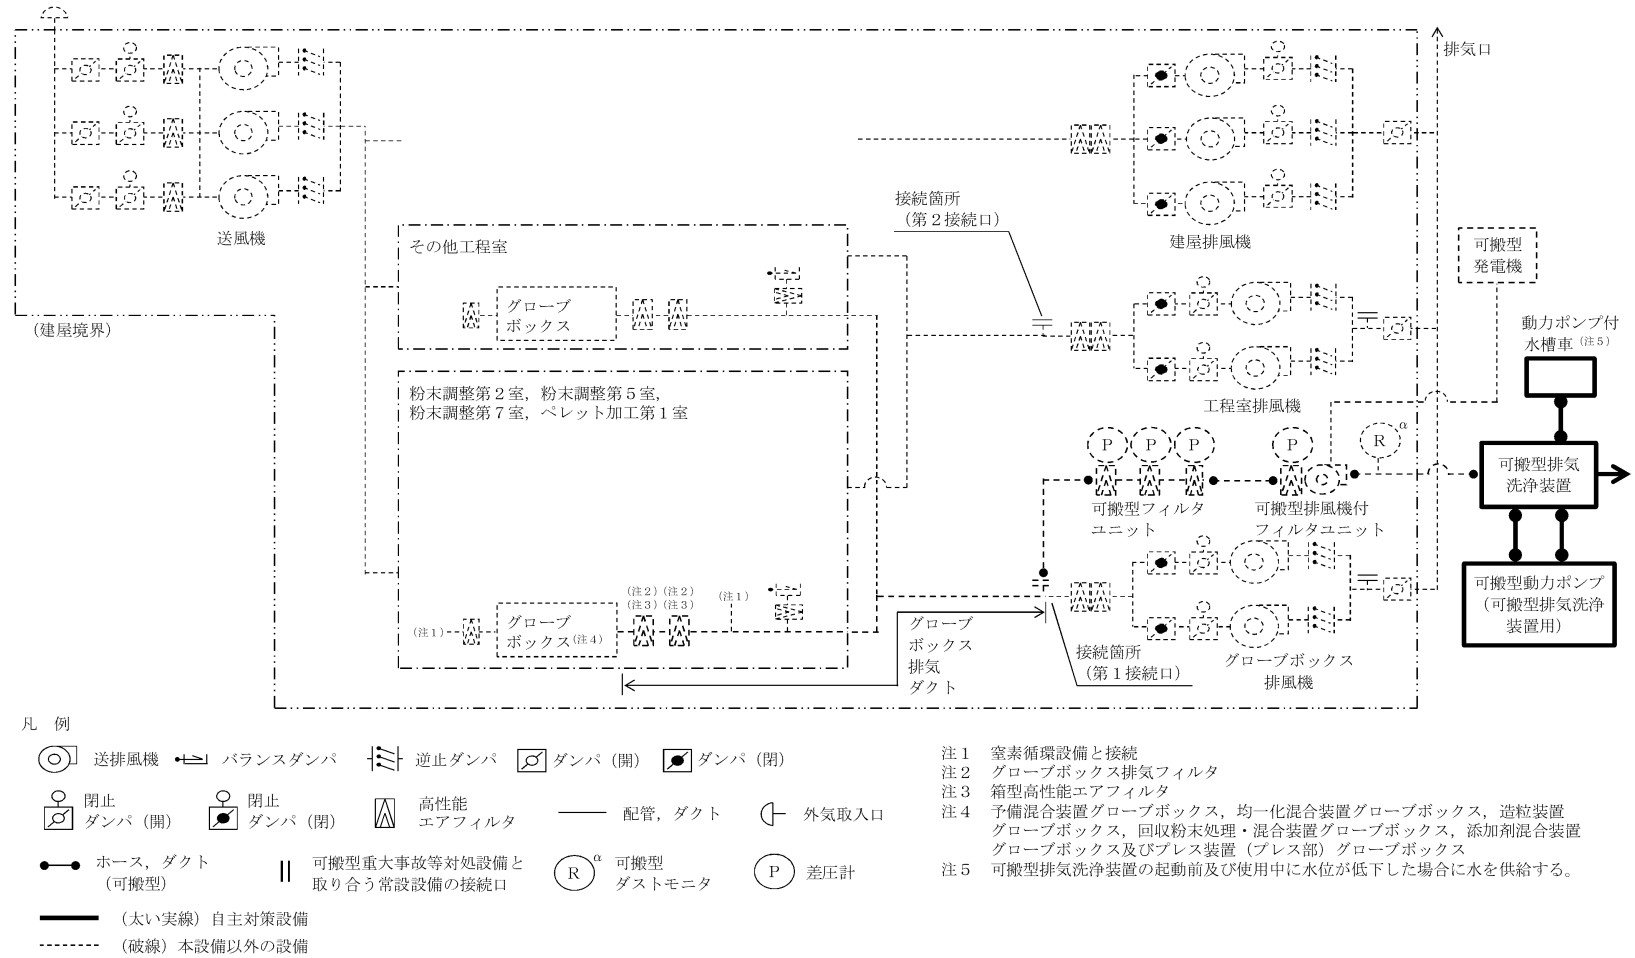 排気口
送風機
建屋排風機
接続箇所
（第２接続口）
可搬型
発電機
その他工程室
グローブ
ボックス
（建屋境界）
動力ポンプ付
水槽車（注５）
粉末調整第２室，粉末調整第５室，
粉末調整第７室，ペレット加工第１室
工程室排風機
P
P
P
P
R
α
可搬型排気
洗浄装置
可搬型フィルタ
ユニット
可搬型排風機付
フィルタユニット
可搬型動力ポンプ
（可搬型排気洗浄
装置用）
（注２）（注２）
（注３）（注３）
（注１）
（注１）
グローブ
ボックス（注４）
グローブ
ボックス
排気
ダクト
接続箇所
（第１接続口）
グローブボックス
排風機
凡　例
送排風機
バランスダンパ
逆止ダンパ
ダンパ（開）
ダンパ（閉）
閉止
ダンパ（開）
閉止
ダンパ（閉）
高性能
エアフィルタ
配管，ダクト
外気取入口
ホース，ダクト
（可搬型）
可搬型重大事故等対処設備と
取り合う常設設備の接続口
R
α
可搬型
ダストモニタ
P
差圧計
（太い実線）自主対策設備
（破線）本設備以外の設備
注１　窒素循環設備と接続
注２　グローブボックス排気フィルタ
注３　箱型高性能エアフィルタ
注４　予備混合装置グローブボックス，均一化混合装置グローブボックス，造粒装置
グローブボックス，回収粉末処理・混合装置グローブボックス，添加剤混合装置
グローブボックス及びプレス装置（プレス部）グローブボックス
注５　可搬型排気洗浄装置の起動前及び使用中に水位が低下した場合に水を供給する。